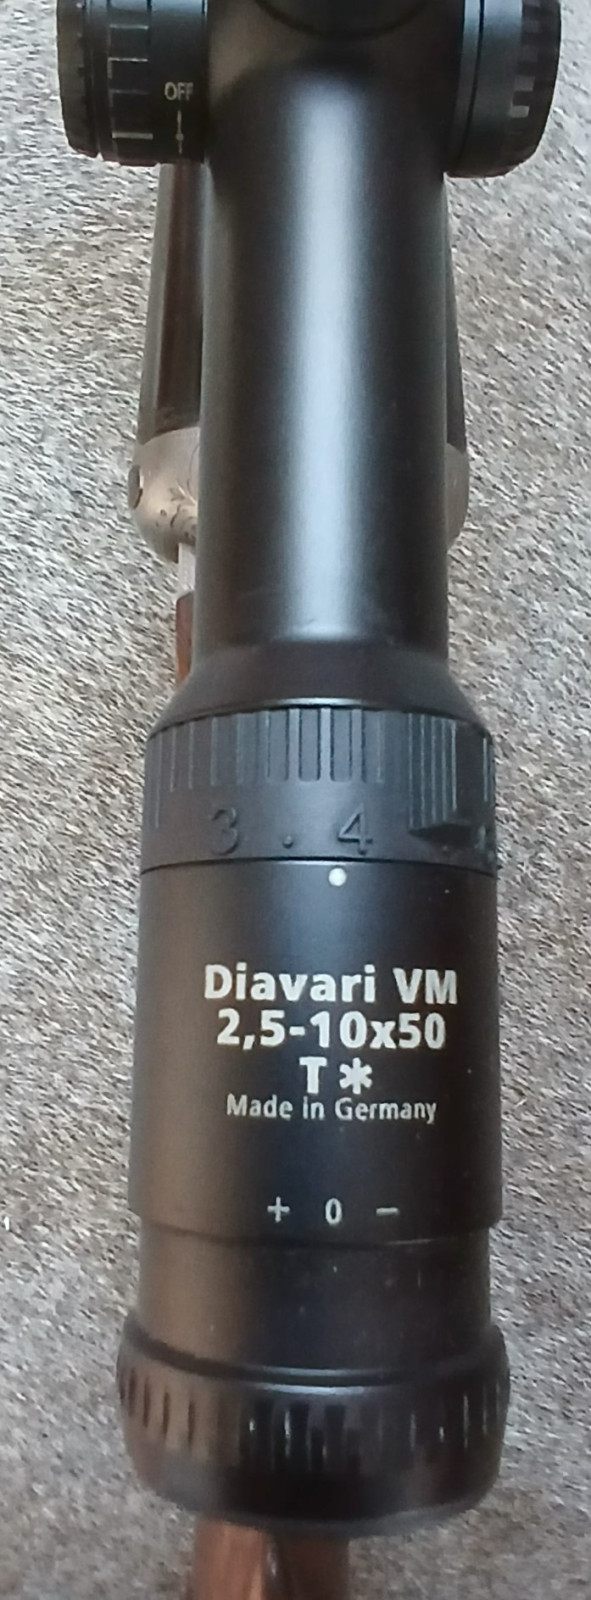 OFF
3 . 4
Diavari VM
2,5-10x50
T*
Made in Germany
+ 0 -